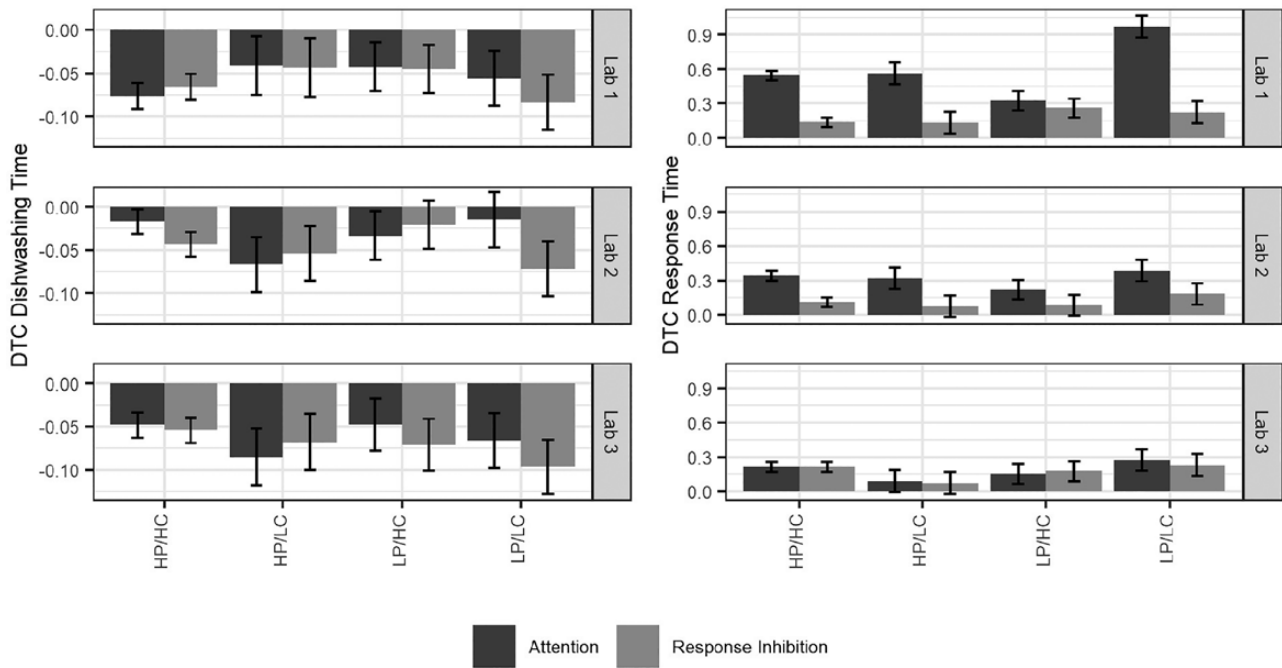 DTC Dishwashing Time
0.00
-0.05
-0.10
Lab 1
0.00
-0.05
-0.10
Lab 2
0.00
-0.05
-0.10
Lab 3
HP/HC
HP/LC
LP/HC
LP/LC
DTC Response Time
0.9
0.6
0.3
0.0
Lab 1
0.9
0.6
0.3
0.0
Lab 2
0.9
0.6
0.3
0.0
Lab 3
HP/HC
HP/LC
LP/HC
LP/LC
Attention
Response Inhibition